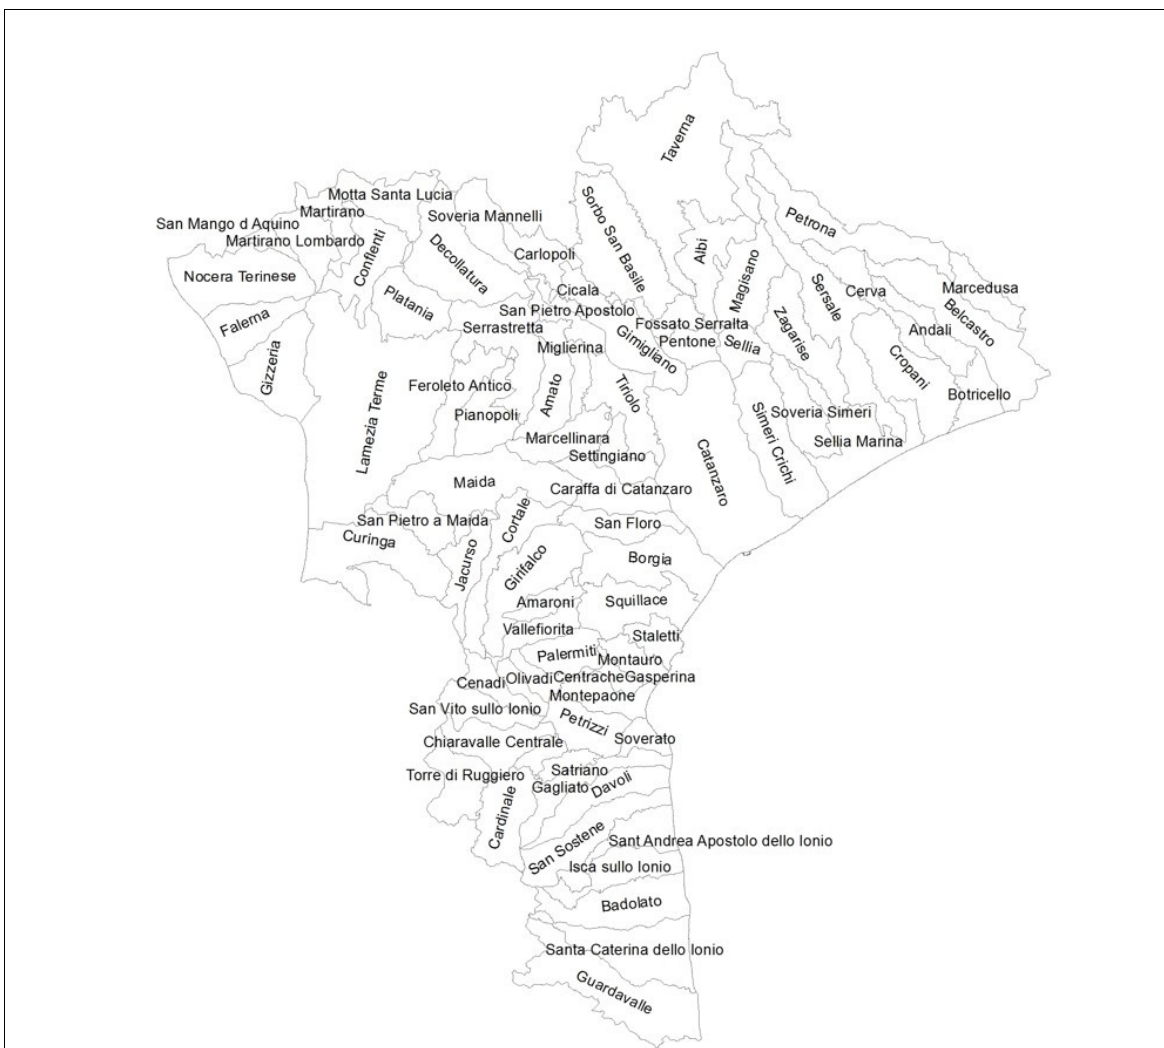 Taverna
Motta Santa Lucia
Martirano
San Mango d Aquino
Martirano Lombardo
Soveria Mannelli
Sorbo San Basile
Petrona
Conflenti
Decollatura
Carlopoli
Albi
Nocera Terinese
Magisano
Platania
Cicala
Sersale
Cerva
Marcedusa
Falerna
San Pietro Apostolo
Serrastretta
Fossato Serralta
Belcastro
Andali
Gimigliano
Pentone
Sellia
Zagarise
Gizzeria
Miglierina
Cropani
Feroleto Antico
Amato
Tiriolo
Botricello
Pianopoli
Soveria Simeri
Lamezia Terme
Marcellinara
Simeri Crichi
Sellia Marina
Settingiano
Catanzaro
Maida
Caraffa di Catanzaro
San Pietro a Maida
Cortale
San Floro
Curinga
Jacurso
Girifalco
Borgia
Amaroni
Squillace
Vallefiorita
Staletti
Palermiti
Montauro
Cenadi
Olivadi
Centrache
Gasperina
Montepaone
San Vito sullo Ionio
Petrizzi
Chiaravalle Centrale
Soverato
Torre di Ruggiero
Satriano
Gagliato
Davoli
Cardinale
San Sostene
Sant Andrea Apostolo dello Ionio
Isca sullo Ionio
Badolato
Santa Caterina dello Ionio
Guardavalle